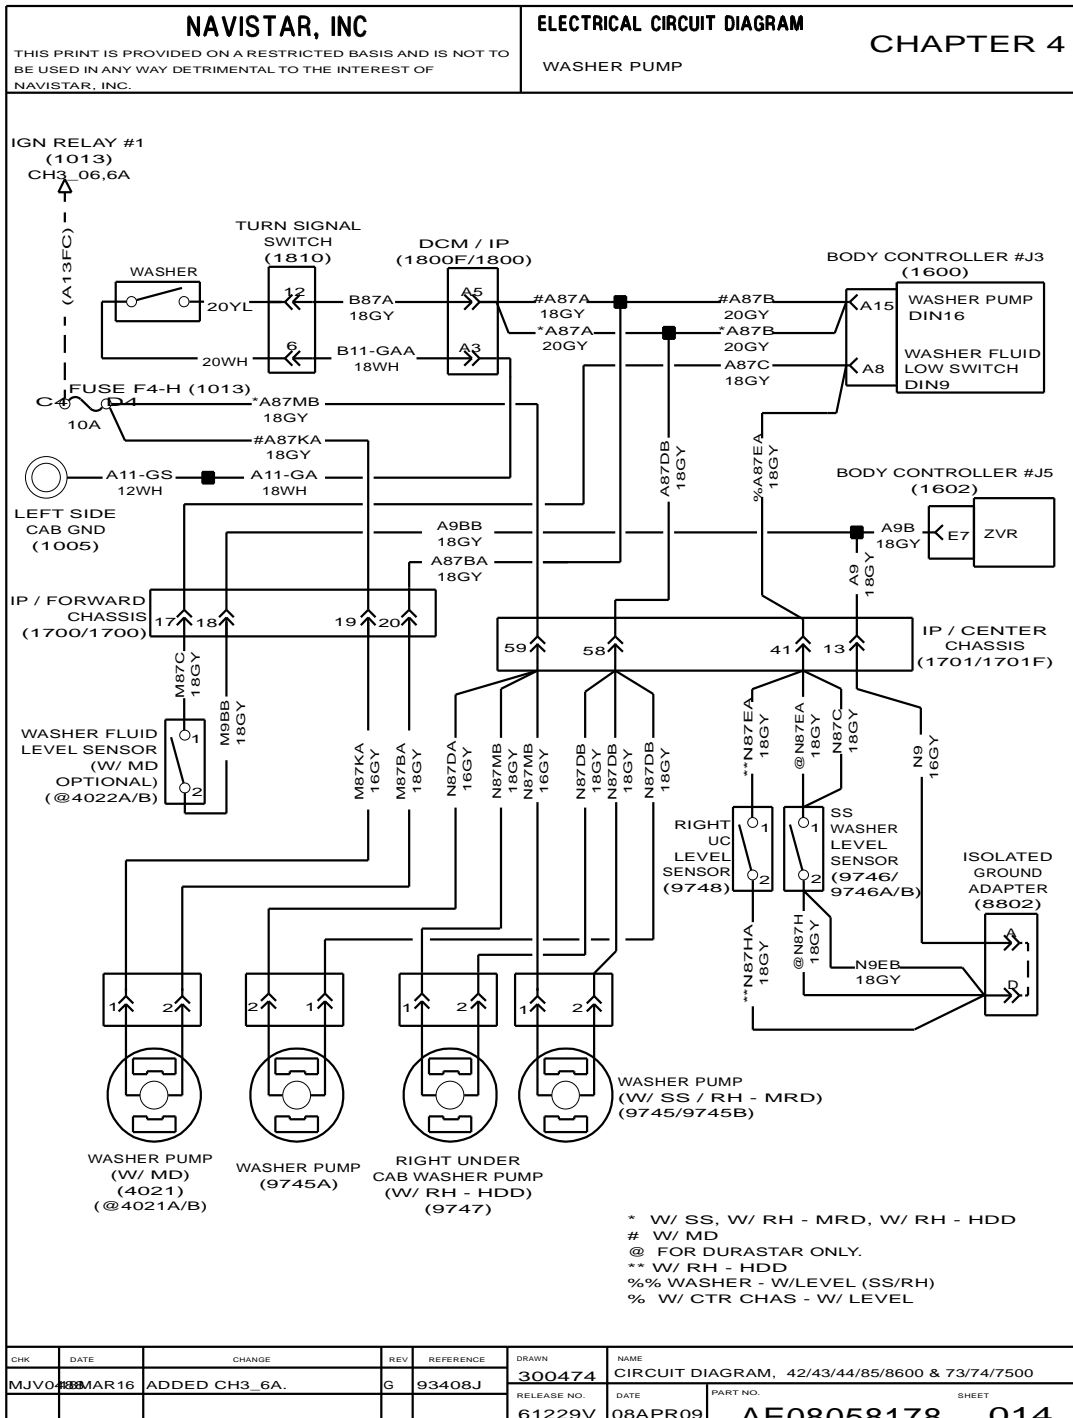 NAVISTAR, INC
THIS PRINT IS PROVIDED ON A RESTRICTED BASIS AND IS NOT TO
BE USED IN ANY WAY DETRIMENTAL TO THE INTEREST OF
NAVISTAR, INC.
ELECTRICAL CIRCUIT DIAGRAM
WASHER PUMP
CHAPTER 4
IGN RELAY #1
(1013)
CH3_06,6A
(A13FC)
TURN SIGNAL
SWITCH
(1810)
DCM / IP
(1800F/1800)
BODY CONTROLLER #J3
(1600)
WASHER
20YL
12
B87A
18GY
A5
#A87A
18GY
#A87B
20GY
A15
WASHER PUMP
DIN16
*A87A
20GY
*A87B
20GY
20WH
6
B11-GAA
18WH
A3
A87C
18GY
A8
WASHER FLUID
LOW SWITCH
DIN9
FUSE F4-H (1013)
C4
D4
10A
*A87MB
18GY
#A87KA
18GY
A11-GS
12WH
A11-GA
18WH
LEFT SIDE
CAB GND
(1005)
A87DB
18GY
%A87EA
18GY
BODY CONTROLLER #J5
(1602)
A9BB
18GY
A9B
18GY
E7
ZVR
A87BA
18GY
A9
18GY
IP / FORWARD
CHASSIS
(1700/1700)
17
18
19
20
59
58
41
13
IP / CENTER
CHASSIS
(1701/1701F)
M87C
18GY
M9BB
18GY
M87KA
16GY
M87BA
18GY
N87DA
16GY
N87MB
18GY
N87MB
16GY
N87DB
18GY
N87DB
18GY
N87DB
18GY
**N87EA
18GY
@N87EA
18GY
N87C
18GY
N9
16GY
WASHER FLUID
LEVEL SENSOR
(W/ MD
OPTIONAL)
(@4022A/B)
1
2
RIGHT
UC
LEVEL
SENSOR
(9748)
1
2
1
2
SS
WASHER
LEVEL
SENSOR
(9746/
9746A/B)
ISOLATED
GROUND
ADAPTER
(8802)
A
D
**N87HA
18GY
@N87H
18GY
N9EB
18GY
1
2
2
1
1
2
1
2
WASHER PUMP
(W/ SS / RH - MRD)
(9745/9745B)
WASHER PUMP
(W/ MD)
(4021)
(@4021A/B)
WASHER PUMP
(9745A)
RIGHT UNDER
CAB WASHER PUMP
(W/ RH - HDD)
(9747)
* W/ SS, W/ RH - MRD, W/ RH - HDD
# W/ MD
@ FOR DURASTAR ONLY.
** W/ RH - HDD
%% WASHER - W/LEVEL (SS/RH)
% W/ CTR CHAS - W/ LEVEL
CHK DATE CHANGE REV REFERENCE
ADDED CH3_6A. G 93408J
DRAWN
300474
NAME
CIRCUIT DIAGRAM, 42/43/44/85/8600 & 73/74/7500
RELEASE NO.
61229V
DATE
08APR09
PART NO.
AE08058178
SHEET
014